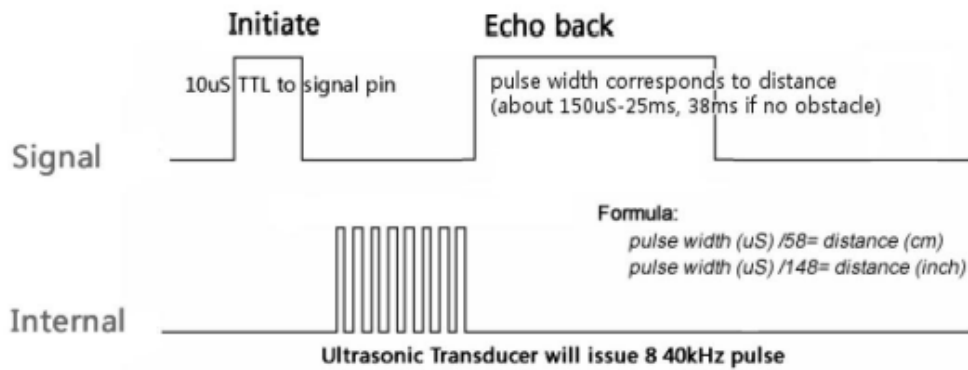 Initiate
Echo back
10uS TTL to signal pin
pulse width corresponds to distance
(about 150uS-25ms, 38ms if no obstacle)
Signal
Formula:
pulse width (uS) /58= distance (cm)
pulse width (uS) /148= distance (inch)
Internal
Ultrasonic Transducer will issue 8 40kHz pulse